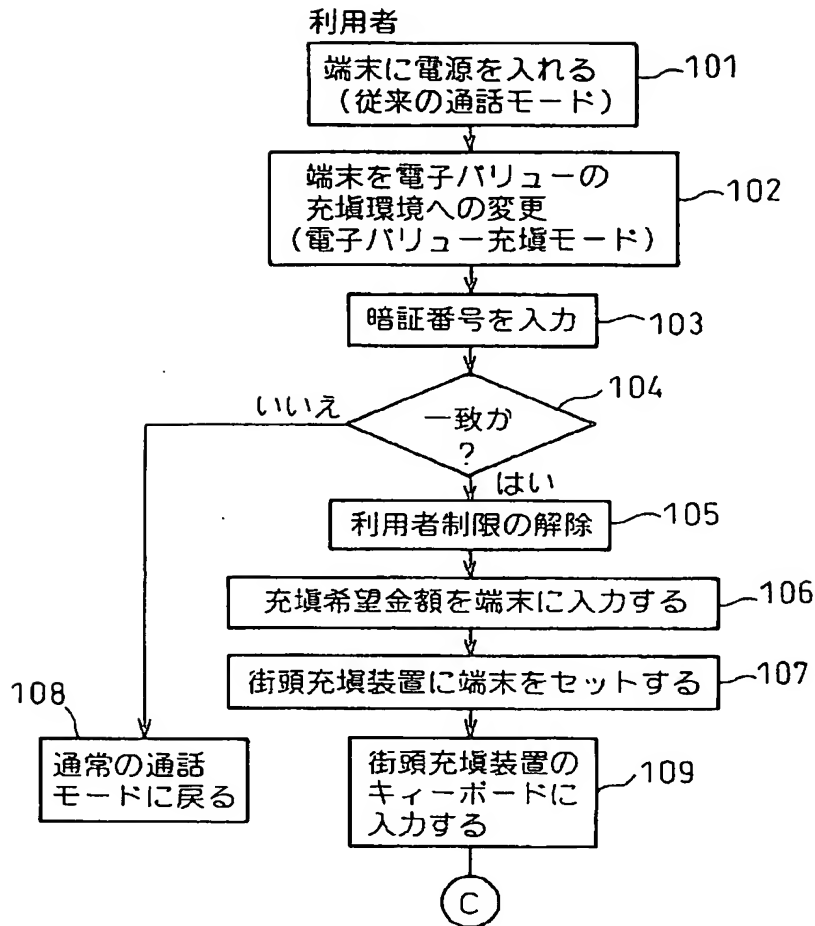 利用者
端末に電源を入れる
(従来の通話モード)
101
端末を電子バリューの
充塡環境への変更
(電子バリュー充塡モード)
102
暗証番号を入力
103
一致か
?
104
いいえ
はい
利用者制限の解除
105
充塡希望金額を端末に入力する
106
街頭充塡装置に端末をセットする
107
108
通常の通話
モードに戻る
街頭充塡装置の
キィーボードに
入力する
109
C